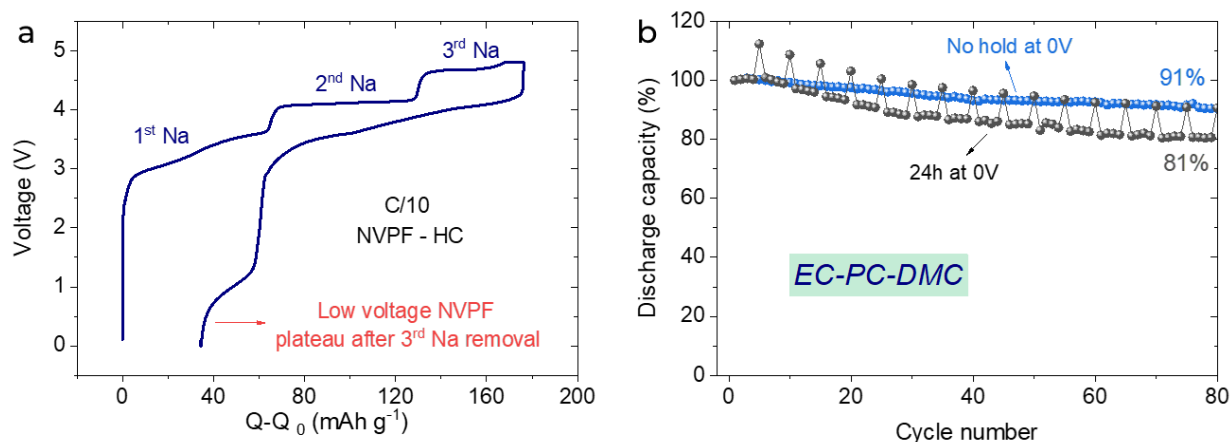 a
5
4
3
2
1
0
Voltage (V)
1st Na
2nd Na
3rd Na
C/10
NVPF - HC
Low voltage NVPF
plateau after 3rd Na removal
0 40 80 120 160 200
Q-Q 0 (mAh g-1)
b
120
100
80
60
40
20
0
Discharge capacity (%)
No hold at 0V
91%
24h at 0V
81%
EC-PC-DMC
0 20 40 60 80
Cycle number